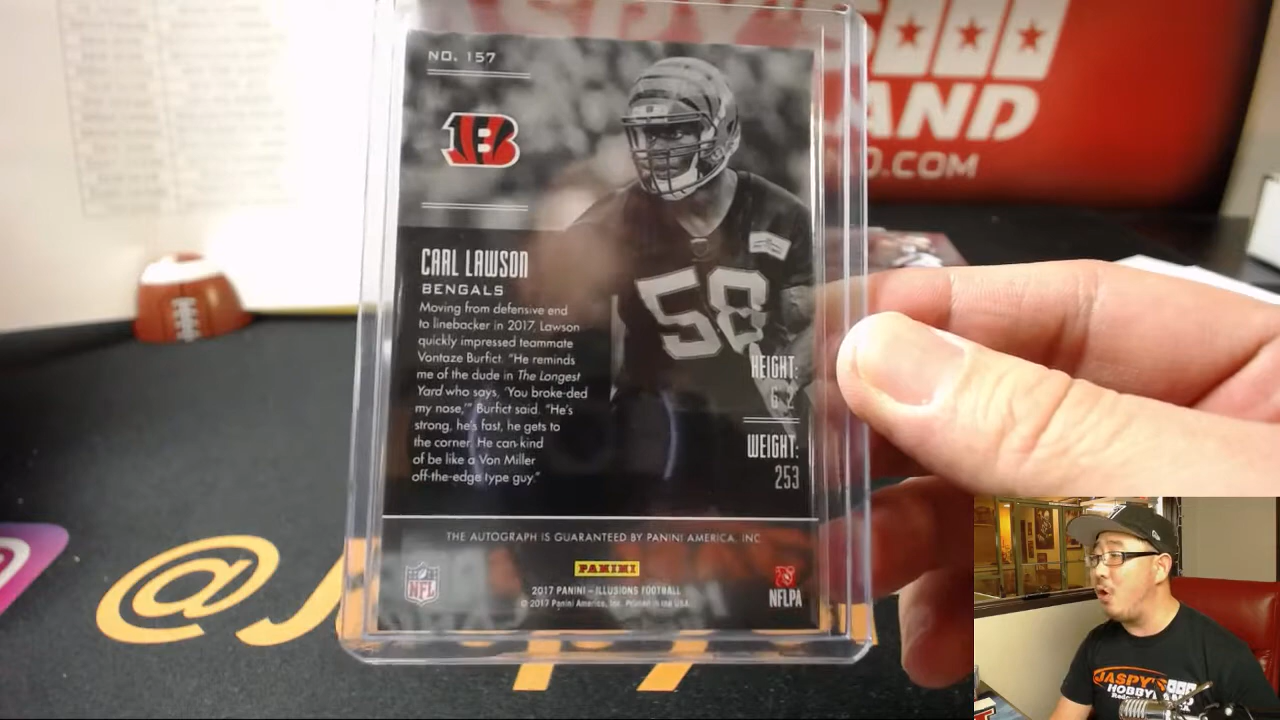 NO. 157
B
CARL LAWSON
BENGALS
Moving from defensive end
to linebacker in 2017, Lawson
quickly impressed teammate
Vontaze Burfict. "He reminds
me of the dude in The Longest
Yard who says, 'You broke-ded
my nose,'" Burfict said. "He's
strong, he's fast, he gets to
the corner. He can kind
of be like a Von Miller
off-the-edge type guy."
58
HEIGHT:
6 2
WEIGHT:
253
THE AUTOGRAPH IS GUARANTEED BY PANINI AMERICA, INC
PANINI
2017 PANINI – ILLUSIONS FOOTBALL
© 2017 Panini America, Inc. Printed in the USA.
NFL
NFLPA
JASPY'S
AND
.COM
@Jaspy
JASPY'S
HOBBY